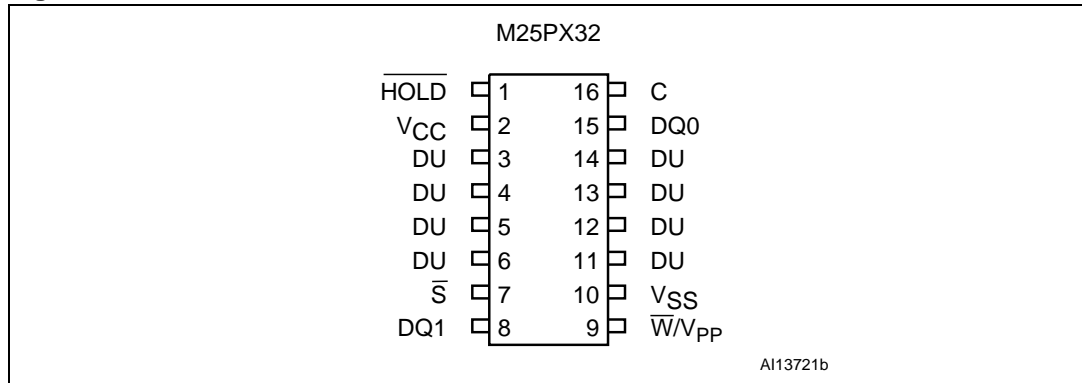 M25PX32
HOLD 1 16 C
VCC 2 15 DQ0
DU 3 14 DU
DU 4 13 DU
DU 5 12 DU
DU 6 11 DU
S 7 10 VSS
DQ1 8 9 W/VPP
AI13721b